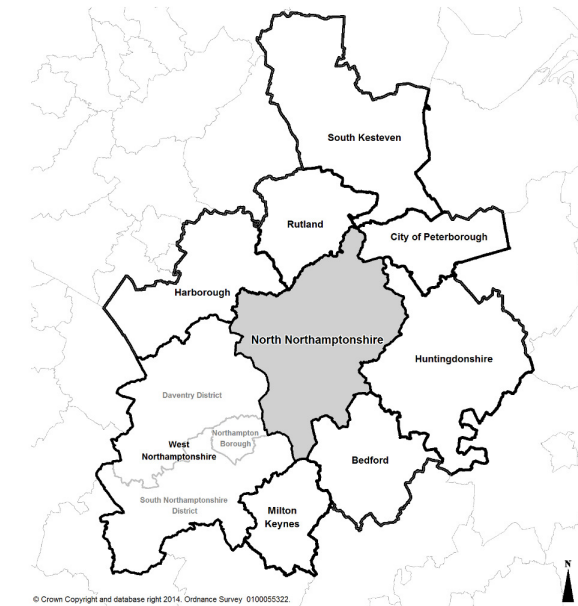 South Kesteven
Rutland
City of Peterborough
Harborough
North Northamptonshire
Huntingdonshire
Daventry District
Northampton
Borough
West
Northamptonshire
Bedford
South Northamptonshire
District
Milton
Keynes
N
© Crown Copyright and database right 2014. Ordnance Survey 0100055322.